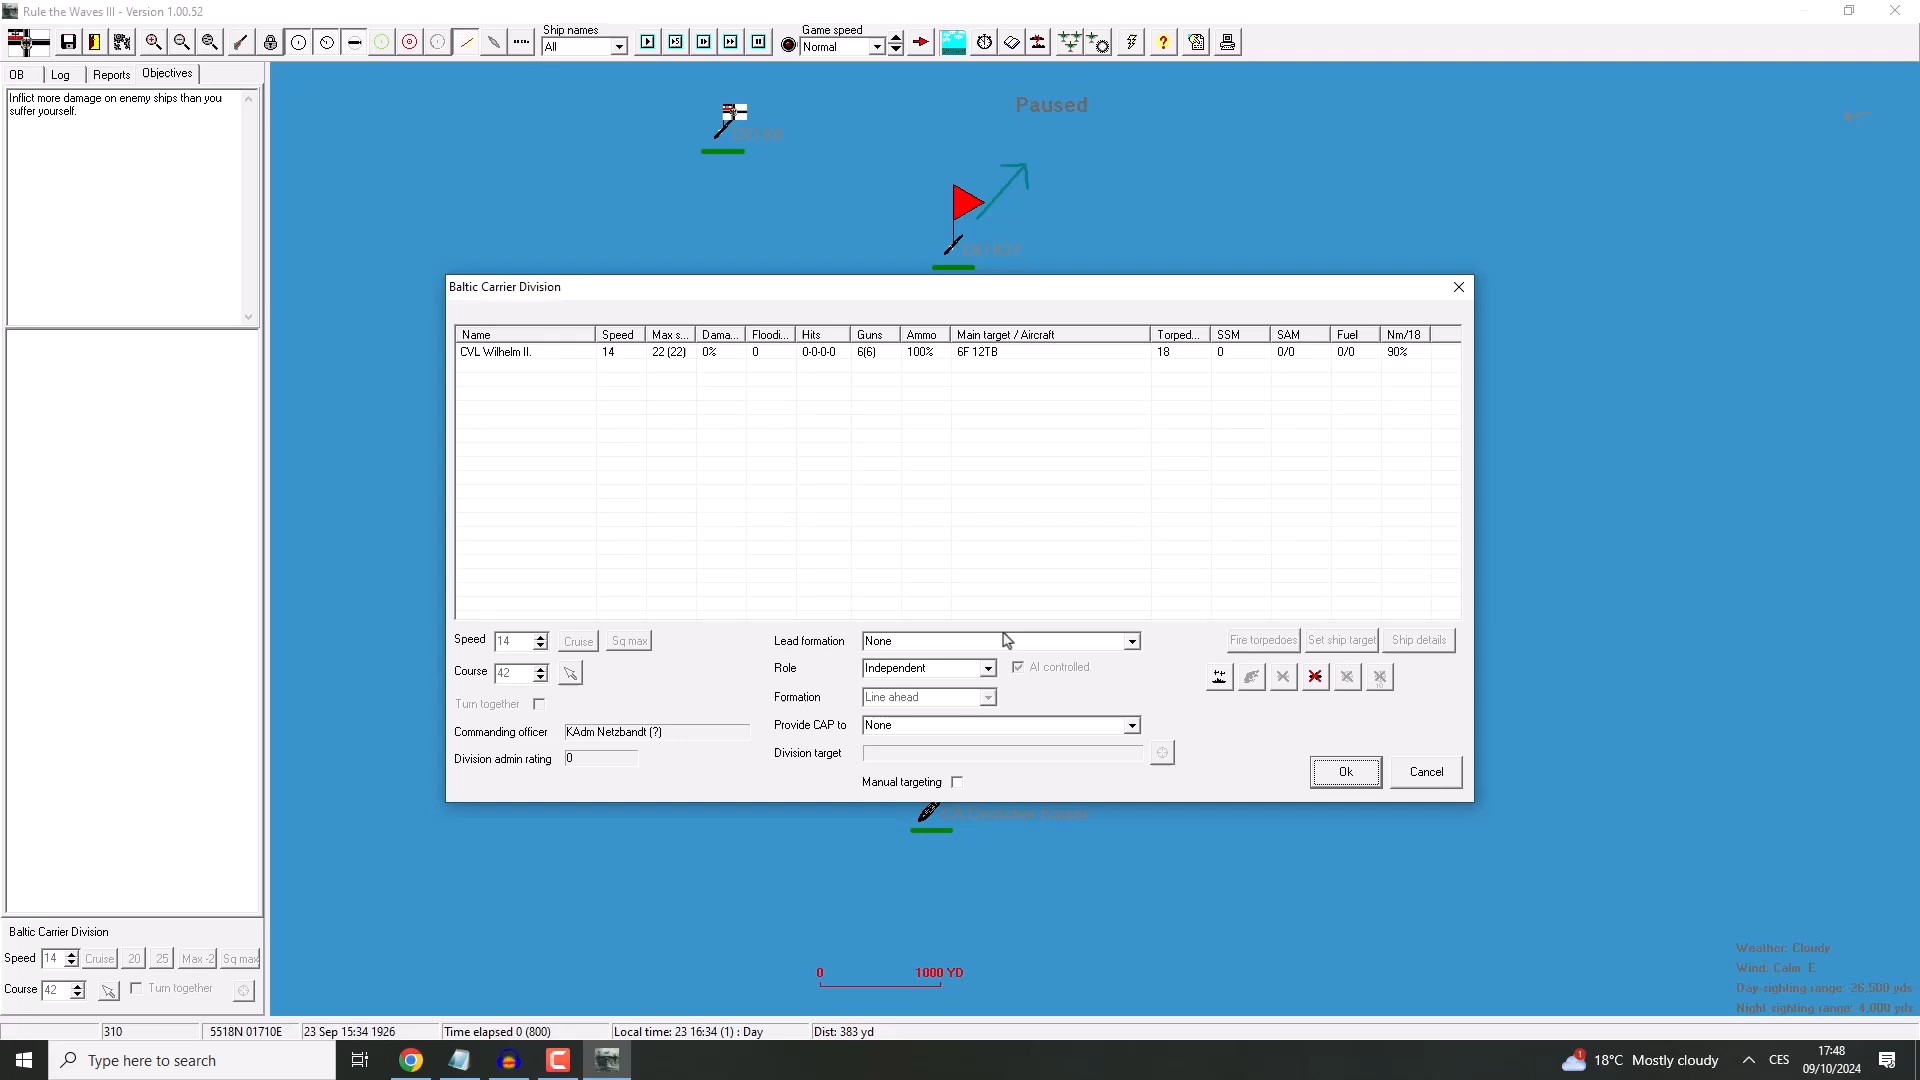 Rule the Waves III - Version 1.00.52
Ship names
All
Game speed
Normal
OB
Log
Reports
Objectives
Inflict more damage on enemy ships than you
suffer yourself.
Paused
Baltic Carrier Division
Name
Speed
Max s...
Dama...
Floodi...
Hits
Guns
Ammo
Main target / Aircraft
Torped...
SSM
SAM
Fuel
Nm/18
CVL Wilhelm II.
14
22 (22)
0%
0
0-0-0-0
6(6)
100%
6F 12TB
18
0
0/0
0/0
90%
Speed
14
Cruise
Sq max
Lead formation
None
Fire torpedoes
Set ship target
Ship details
Course
42
Role
Independent
AI controlled
Turn together
Formation
Line ahead
Commanding officer
KAdm Netzbandt (?)
Provide CAP to
None
Division admin rating
0
Division target
Manual targeting
Ok
Cancel
Baltic Carrier Division
Speed
14
Cruise
20
25
Max -2
Sq max
Course
42
Turn together
0
1000 YD
Weather: Cloudy
Wind: Calm E
Day sighting range: 26,500 yds
Night sighting range: 4,000 yds
310
5518N 01710E
23 Sep 15:34 1926
Time elapsed 0 (800)
Local time: 23 16:34 (1) : Day
Dist: 383 yd
Type here to search
18°C Mostly cloudy
CES
17:48
09/10/2024